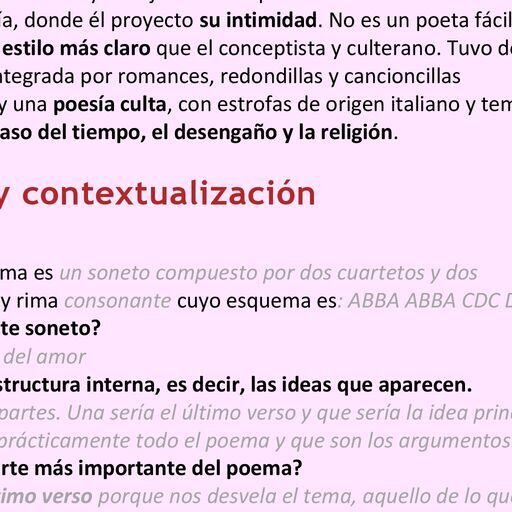 ía, donde él proyecto su intimidad. No es un poeta fácil
estilo más claro que el conceptista y culterano. Tuvo d
ntegrada por romances, redondillas y cancioncillas
y una poesía culta, con estrofas de origen italiano y tem
aso del tiempo, el desengaño y la religión.
y contextualización
ma es un soneto compuesto por dos cuartetos y dos
y rima consonante cuyo esquema es: ABBA ABBA CDC D
te soneto?
del amor
structura interna, es decir, las ideas que aparecen.
partes. Una sería el último verso y que sería la idea prin
prácticamente todo el poema y que son los argumentos
arte más importante del poema?
timo verso porque nos desvela el tema, aquello de lo que